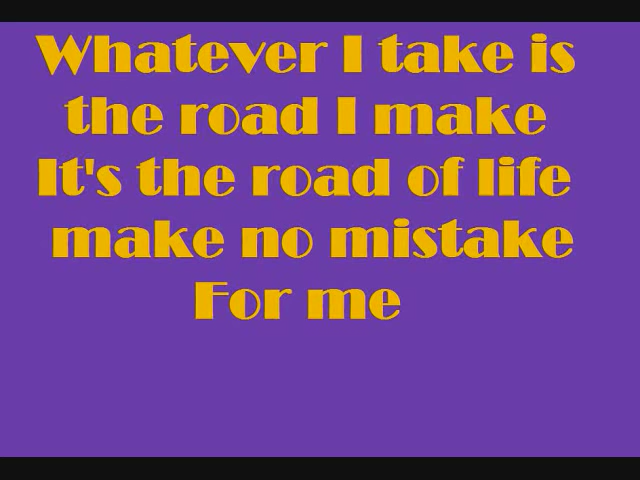 Whatever I take is
the road I make
It's the road of life
make no mistake
For me